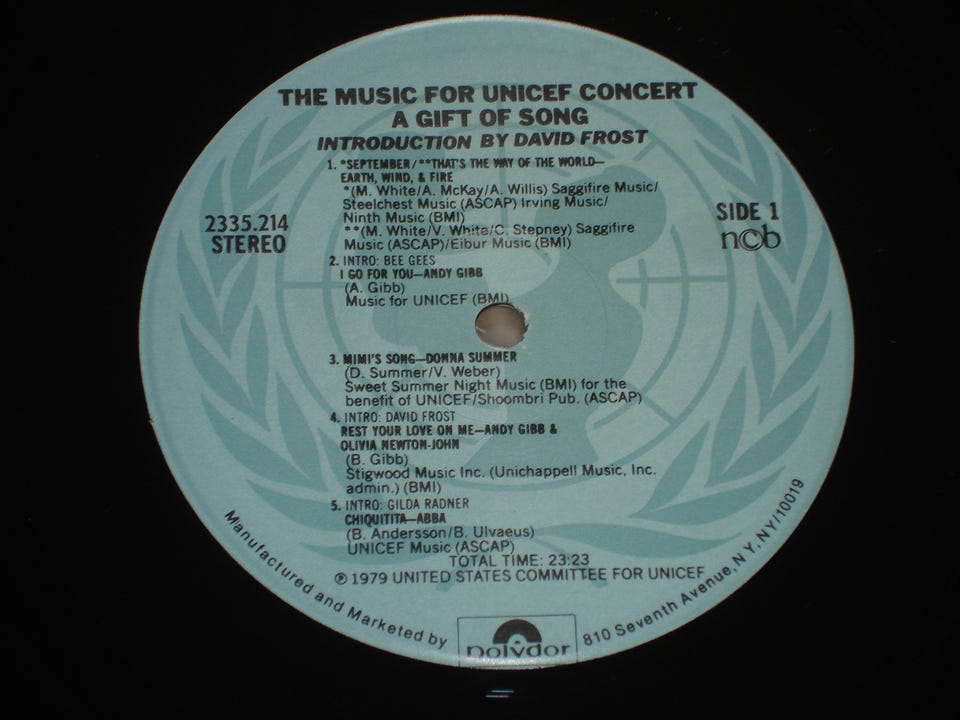 THE MUSIC FOR UNICEF CONCERT
A GIFT OF SONG
INTRODUCTION BY DAVID FROST
1. *SEPTEMBER/**THAT'S THE WAY OF THE WORLD—
EARTH, WIND, & FIRE
*(M. White/A. McKay/A. Willis) Saggifire Music/
Steelchest Music (ASCAP) Irving Music/
Ninth Music (BMI)
**(M. White/V. White/C. Stepney) Saggifire
Music (ASCAP)/Eibur Music (BMI)
2335.214
STEREO
SIDE 1
ncb
2. INTRO: BEE GEES
I GO FOR YOU—ANDY GIBB
(A. Gibb)
Music for UNICEF (BMI)
3. MIMI'S SONG—DONNA SUMMER
(D. Summer/V. Weber)
Sweet Summer Night Music (BMI) for the
benefit of UNICEF/Shoombri Pub. (ASCAP)
4. INTRO: DAVID FROST
REST YOUR LOVE ON ME—ANDY GIBB &
OLIVIA NEWTON-JOHN
(B. Gibb)
Stigwood Music Inc. (Unichappell Music, Inc.
admin.) (BMI)
5. INTRO: GILDA RADNER
CHIQUITITA—ABBA
(B. Andersson/B. Ulvaeus)
UNICEF Music (ASCAP)
TOTAL TIME: 23:23
℗ 1979 UNITED STATES COMMITTEE FOR UNICEF
Manufactured and Marketed by
polydor
810 Seventh Avenue, N.Y, NY/10019